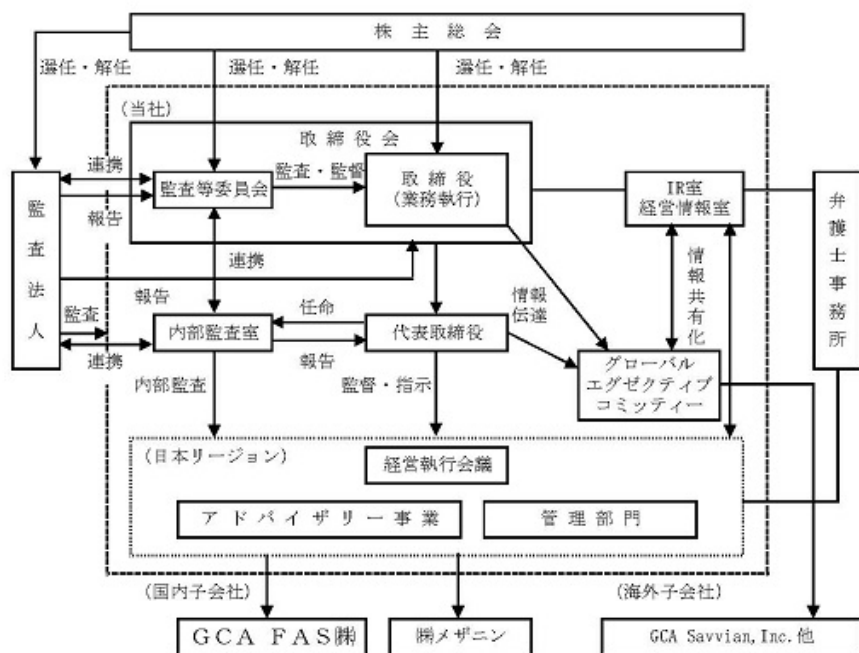 株主総会
選任・解任
選任・解任
選任・解任
(当社)
取締役会
連携
監査等委員会
監査・監督
取締役
(業務執行)
IR室
経営情報室
監査法人
報告
弁護士事務所
連携
情報共有化
報告
任命
情報
伝達
監査
内部監査室
代表取締役
連携
報告
グローバル
エグゼクティブ
コミッティー
内部監査
監督・指示
(日本リージョン)
経営執行会議
アドバイザリー事業
管理部門
(国内子会社)
(海外子会社)
GCA FAS㈱
㈱メザニン
GCA Savvian,Inc.他